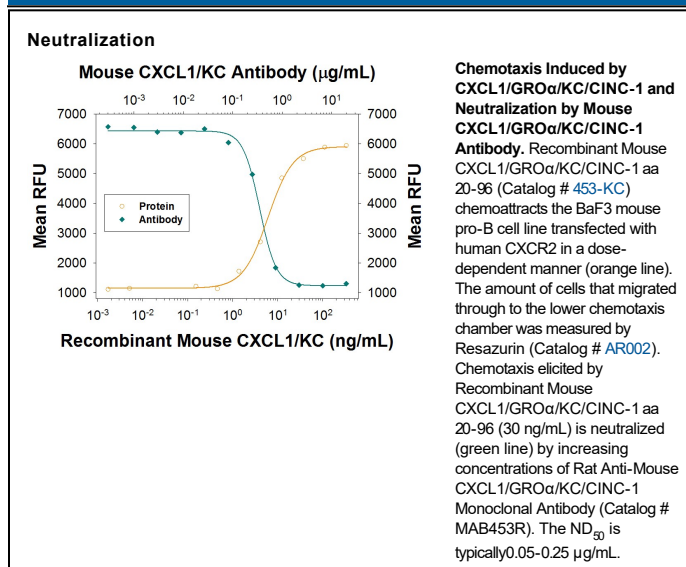 Neutralization
Mouse CXCL1/KC Antibody (μg/mL)
10-3 10-2 10-1 100 101
7000 7000
6000 6000
5000 5000
4000 4000
3000 3000
2000 2000
1000 1000
Mean RFU
Mean RFU
Protein
Antibody
10-3 10-2 10-1 100 101 102 103
Recombinant Mouse CXCL1/KC (ng/mL)
Chemotaxis Induced by
CXCL1/GROα/KC/CINC-1 and
Neutralization by Mouse
CXCL1/GROα/KC/CINC-1
Antibody. Recombinant Mouse
CXCL1/GROα/KC/CINC-1 aa
20-96 (Catalog # 453-KC)
chemoattracts the BaF3 mouse
pro-B cell line transfected with
human CXCR2 in a dose-
dependent manner (orange line).
The amount of cells that migrated
through to the lower chemotaxis
chamber was measured by
Resazurin (Catalog # AR002).
Chemotaxis elicited by
Recombinant Mouse
CXCL1/GROα/KC/CINC-1 aa
20-96 (30 ng/mL) is neutralized
(green line) by increasing
concentrations of Rat Anti-Mouse
CXCL1/GROα/KC/CINC-1
Monoclonal Antibody (Catalog #
MAB453R). The ND50 is
typically0.05-0.25 μg/mL.